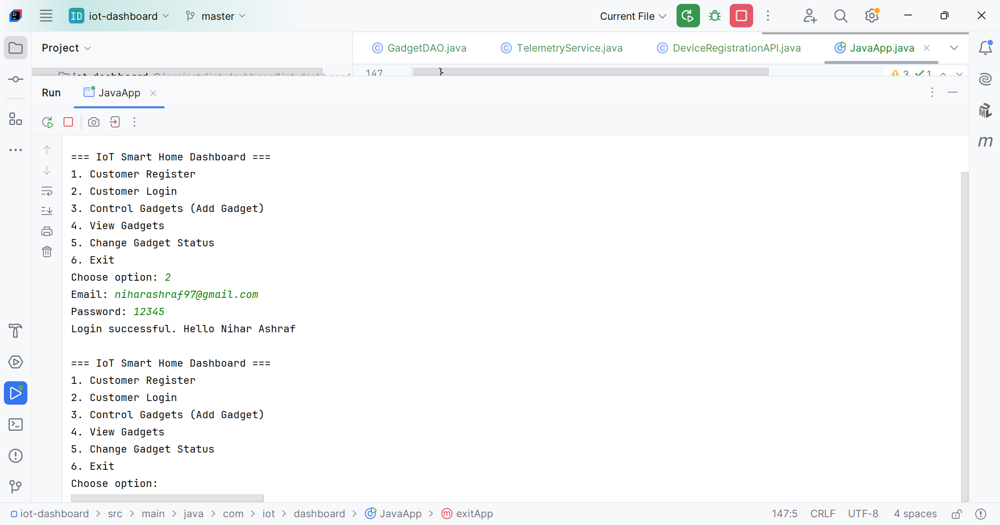 ID iot-dashboard master Current File
Project
GadgetDAO.java TelemetryService.java DeviceRegistrationAPI.java JavaApp.java
147 } 3 1
Run JavaApp
=== IoT Smart Home Dashboard ===
1. Customer Register
2. Customer Login
3. Control Gadgets (Add Gadget)
4. View Gadgets
5. Change Gadget Status
6. Exit
Choose option: 2
Email: niharashraf97@gmail.com
Password: 12345
Login successful. Hello Nihar Ashraf
=== IoT Smart Home Dashboard ===
1. Customer Register
2. Customer Login
3. Control Gadgets (Add Gadget)
4. View Gadgets
5. Change Gadget Status
6. Exit
Choose option:
iot-dashboard > src > main > java > com > iot > dashboard > JavaApp > exitApp 147:5 CRLF UTF-8 4 spaces